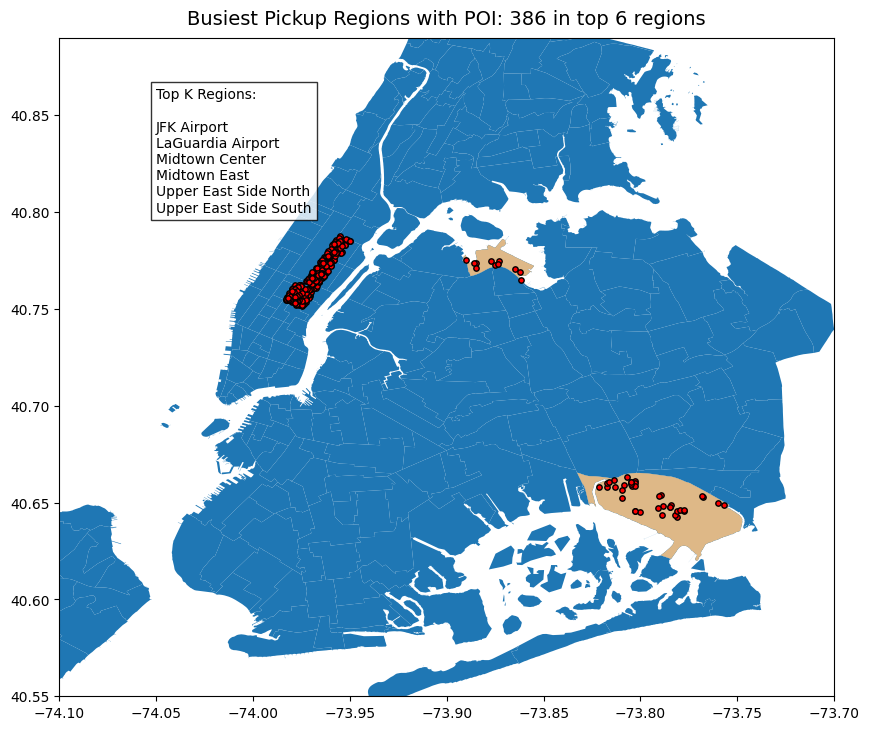 Busiest Pickup Regions with POI: 386 in top 6 regions
Top K Regions:
JFK Airport
LaGuardia Airport
Midtown Center
Midtown East
Upper East Side North
Upper East Side South
40.85
40.80
40.75
40.70
40.65
40.60
40.55
−74.10 −74.05 −74.00 −73.95 −73.90 −73.85 −73.80 −73.75 −73.70